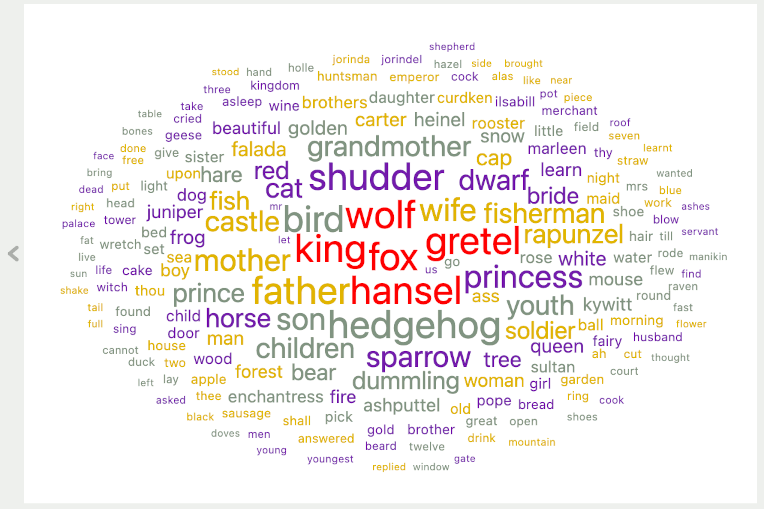 shepherd
jorinda jorindel hazel side brought
stood hand holle huntsman emperor cock alas like near
three kingdom
take asleep wine brothers daughter curdken ilsabill pot piece
table cried beautiful golden carter heinel rooster merchant
bones geese snow little field roof
face done give sister falada grandmother cap marleen thy seven
free learnt
bring upon hare red shudder dwarf learn straw
dead put light dog cat night mrs wanted
right head fish bride maid blue
palace tower juniper mr bird wolf wife fisherman shoe work ashes
castle blow
fat wretch bed frog let king fox gretel rapunzel hair till servant
set
live sea mother us go rose white water rode manikin
sun life cake boy princess mouse flew find
shake witch thou prince father hansel ass round raven
tail found child horse son hedgehog youth kywitt fast
full sing door soldier ball morning flower
house man children queen fairy husband
cannot duck two wood sparrow tree ah cut thought
left lay apple forest bear dummling woman sultan court
girl garden
asked thee enchantress fire ashputtel old pope bread ring cook
black sausage shall pick great open shoes
doves men answered gold brother drink mountain
young beard twelve
youngest replied window gate